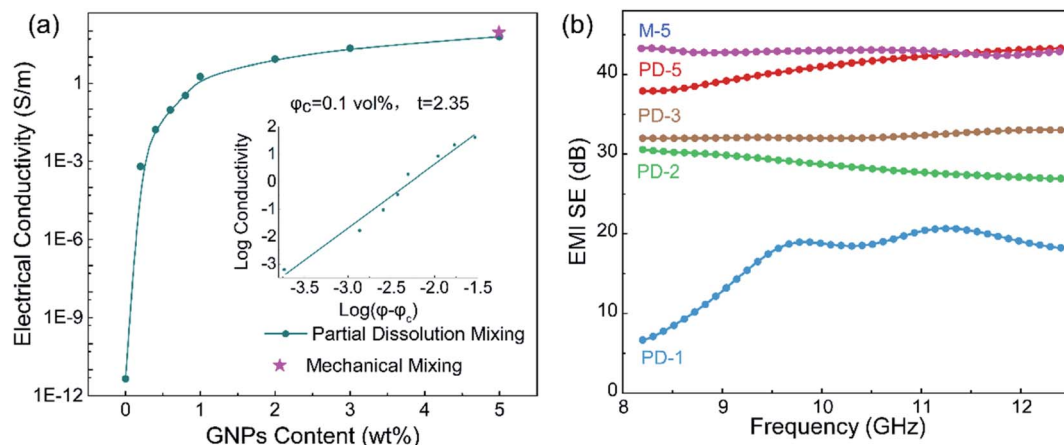 (a)
Electrical Conductivity (S/m)
1
1E-3
1E-6
1E-9
1E-12
0 1 2 3 4 5
GNPs Content (wt%)
φc=0.1 vol%, t=2.35
Log Conductivity
2
1
0
-1
-2
-3
-3.5 -3.0 -2.5 -2.0 -1.5
Log(φ-φc)
Partial Dissolution Mixing
Mechanical Mixing
(b)
EMI SE (dB)
40
30
20
10
0
M-5
PD-5
PD-3
PD-2
PD-1
8 9 10 11 12
Frequency (GHz)